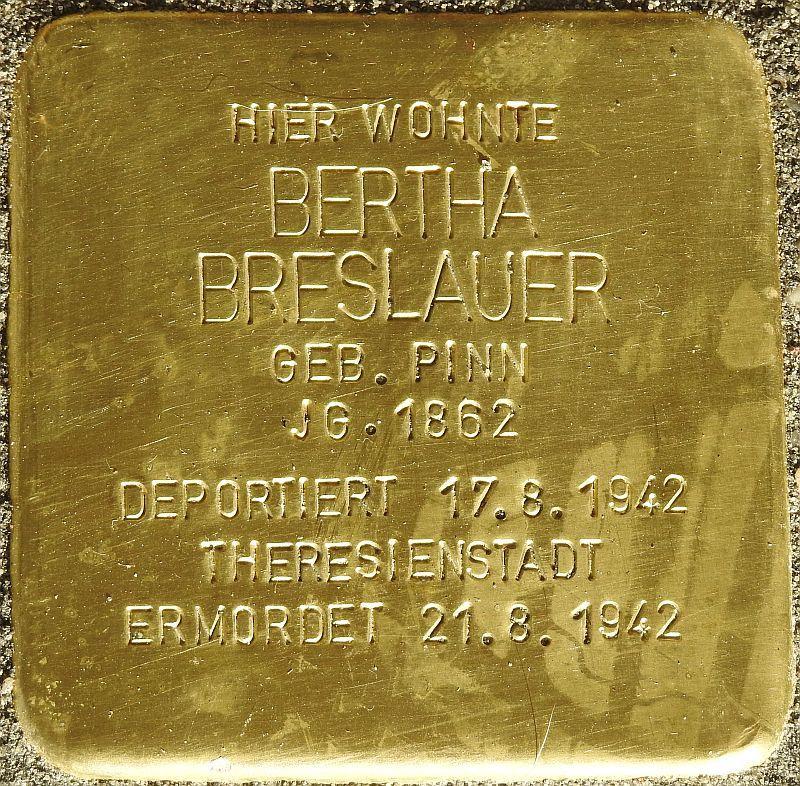 HIER WOHNTE
BERTHA
BRESLAUER
GEB. PINN
JG. 1862
DEPORTIERT 17.8.1942
THERESIENSTADT
ERMORDET 21.8.1942